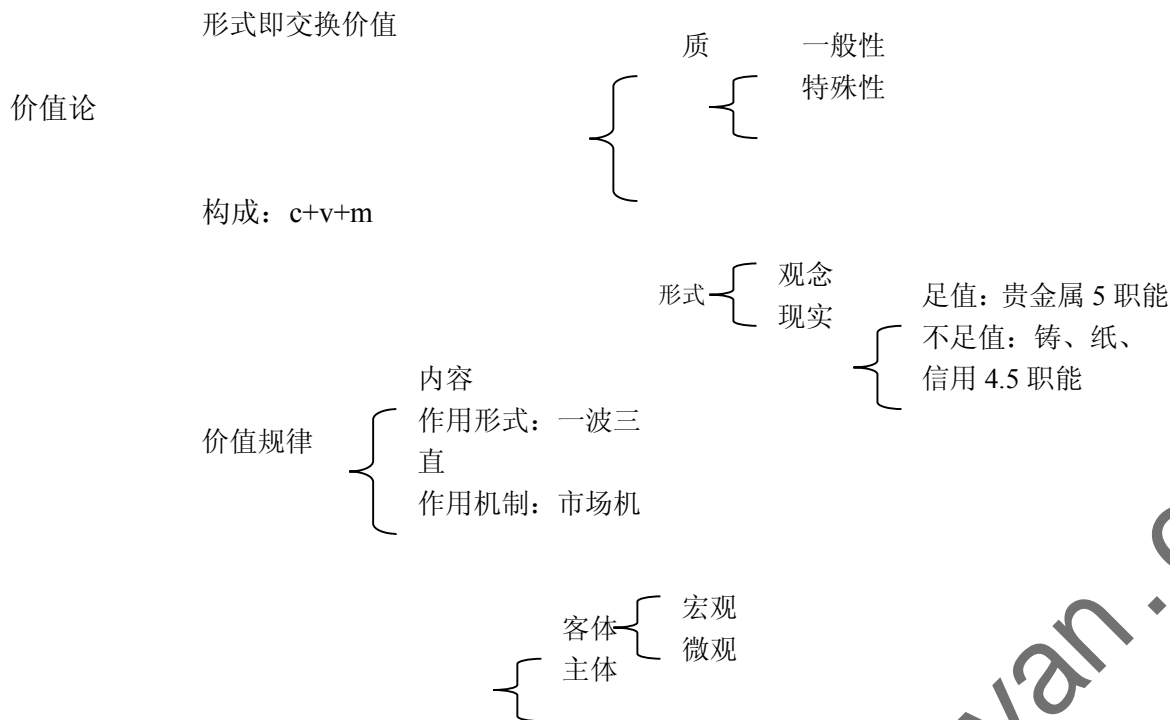 形式即交换价值
质
一般性
特殊性
价值论
构成：c+v+m
形式
观念
现实
足值：贵金属 5 职能
不足值：铸、纸、
信用 4.5 职能
内容
作用形式：一波三
直
作用机制：市场机
价值规律
客体
主体
宏观
微观